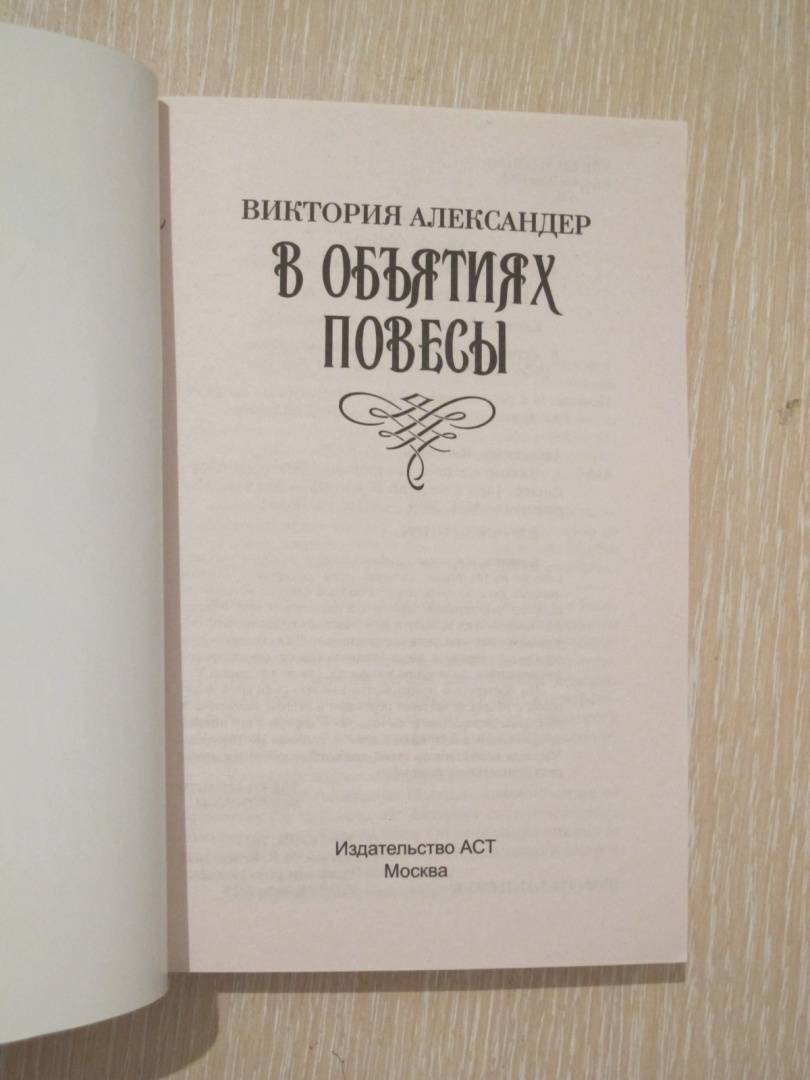 ВИКТОРИЯ АЛЕКСАНДЕР
В ОБЪЯТИЯХ
ПОВЕСЫ
Издательство АСТ
Москва